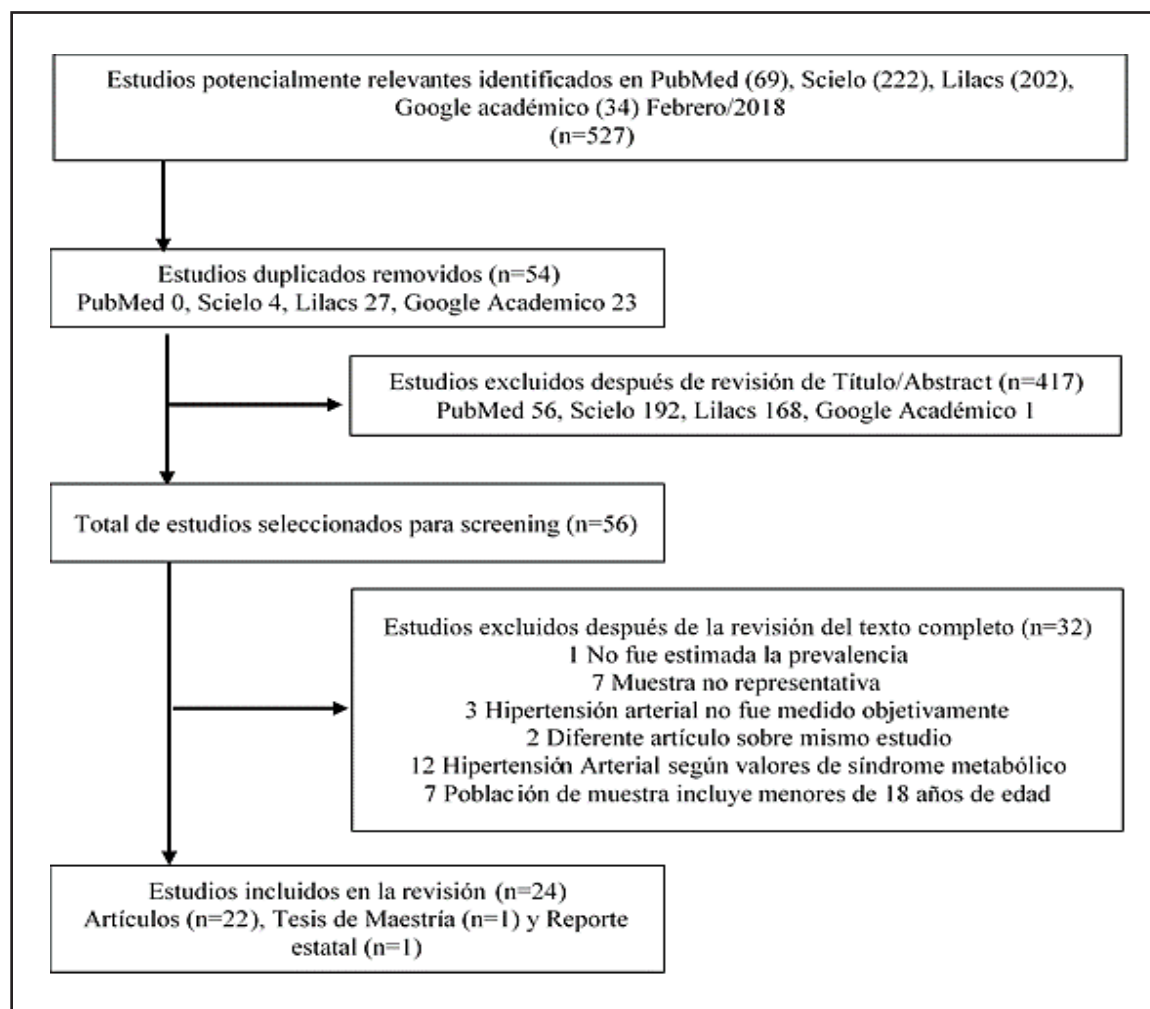 Estudios potencialmente relevantes identificados en PubMed (69), Scielo (222), Lilacs (202),
Google académico (34) Febrero/2018
(n=527)
Estudios duplicados removidos (n=54)
PubMed 0, Scielo 4, Lilacs 27, Google Academico 23
Estudios excluidos después de revisión de Título/Abstract (n=417)
PubMed 56, Scielo 192, Lilacs 168, Google Académico 1
Total de estudios seleccionados para screening (n=56)
Estudios excluidos después de la revisión del texto completo (n=32)
1 No fue estimada la prevalencia
7 Muestra no representativa
3 Hipertensión arterial no fue medido objetivamente
2 Diferente artículo sobre mismo estudio
12 Hipertensión Arterial según valores de síndrome metabólico
7 Población de muestra incluye menores de 18 años de edad
Estudios incluidos en la revisión (n=24)
Artículos (n=22), Tesis de Maestría (n=1) y Reporte
estatal (n=1)